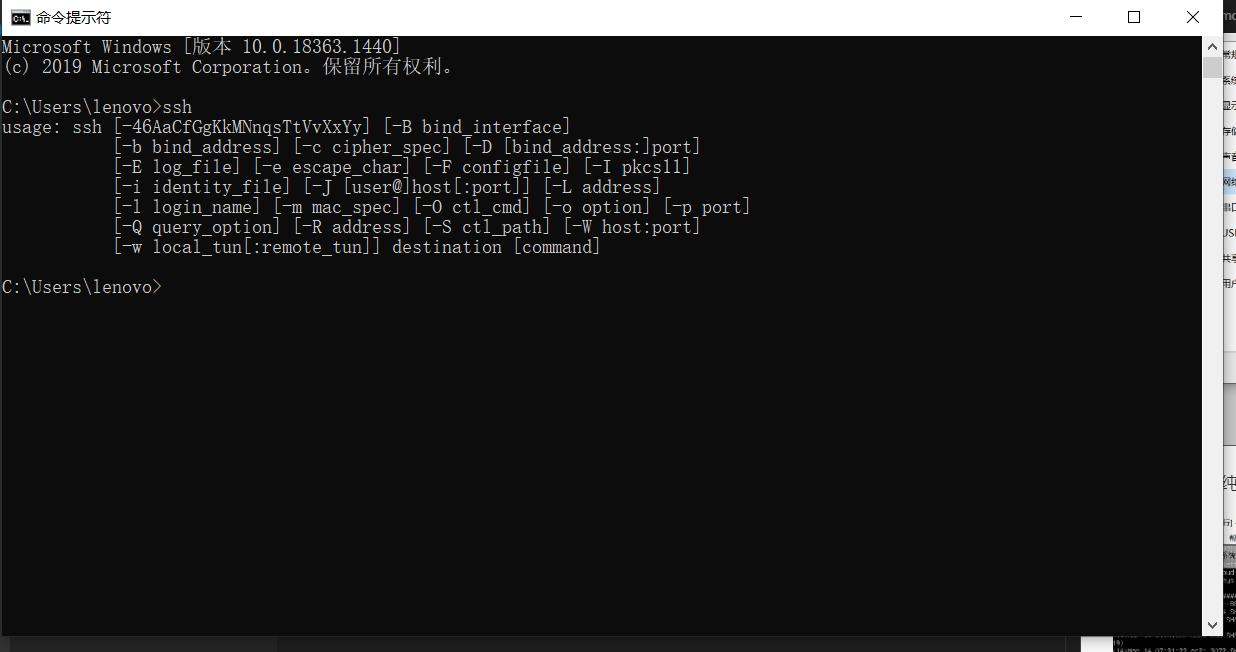 命令提示符
Microsoft Windows [版本 10.0.18363.1440]
(c) 2019 Microsoft Corporation。保留所有权利。
C:\Users\lenovo>ssh
usage: ssh [-46AaCfGgKkMNnqsTtVvXxYy] [-B bind_interface]
           [-b bind_address] [-c cipher_spec] [-D [bind_address:]port]
           [-E log_file] [-e escape_char] [-F configfile] [-I pkcs11]
           [-i identity_file] [-J [user@]host[:port]] [-L address]
           [-l login_name] [-m mac_spec] [-O ctl_cmd] [-o option] [-p port]
           [-Q query_option] [-R address] [-S ctl_path] [-W host:port]
           [-w local_tun[:remote_tun]] destination [command]
C:\Users\lenovo>